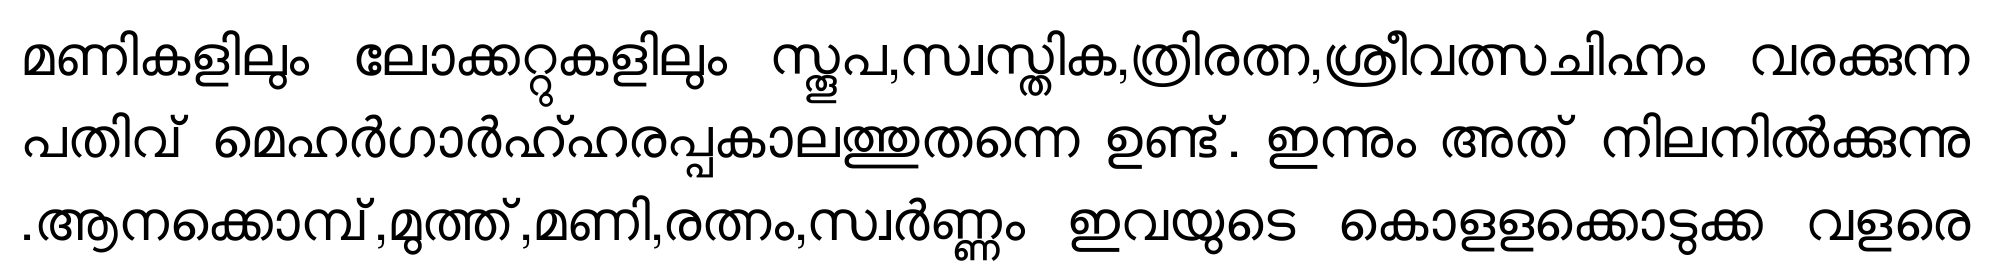 മണികളിലും ലോക്കറ്റുകളിലും സ്തൂപ,സ്വസ്തിക,ത്രിരത്ന,ശ്രീവത്സചിഹ്നം വരക്കുന്ന
പതിവ് മെഹർഗാർഹ്ഹരപ്പകാലത്തുതന്നെ ഉണ്ട്. ഇന്നും അത് നിലനിൽക്കുന്നു
.ആനക്കൊമ്പ്,മുത്ത്,മണി,രത്നം,സ്വർണ്ണം ഇവയുടെ കൊളളക്കൊടുക്ക വളരെ